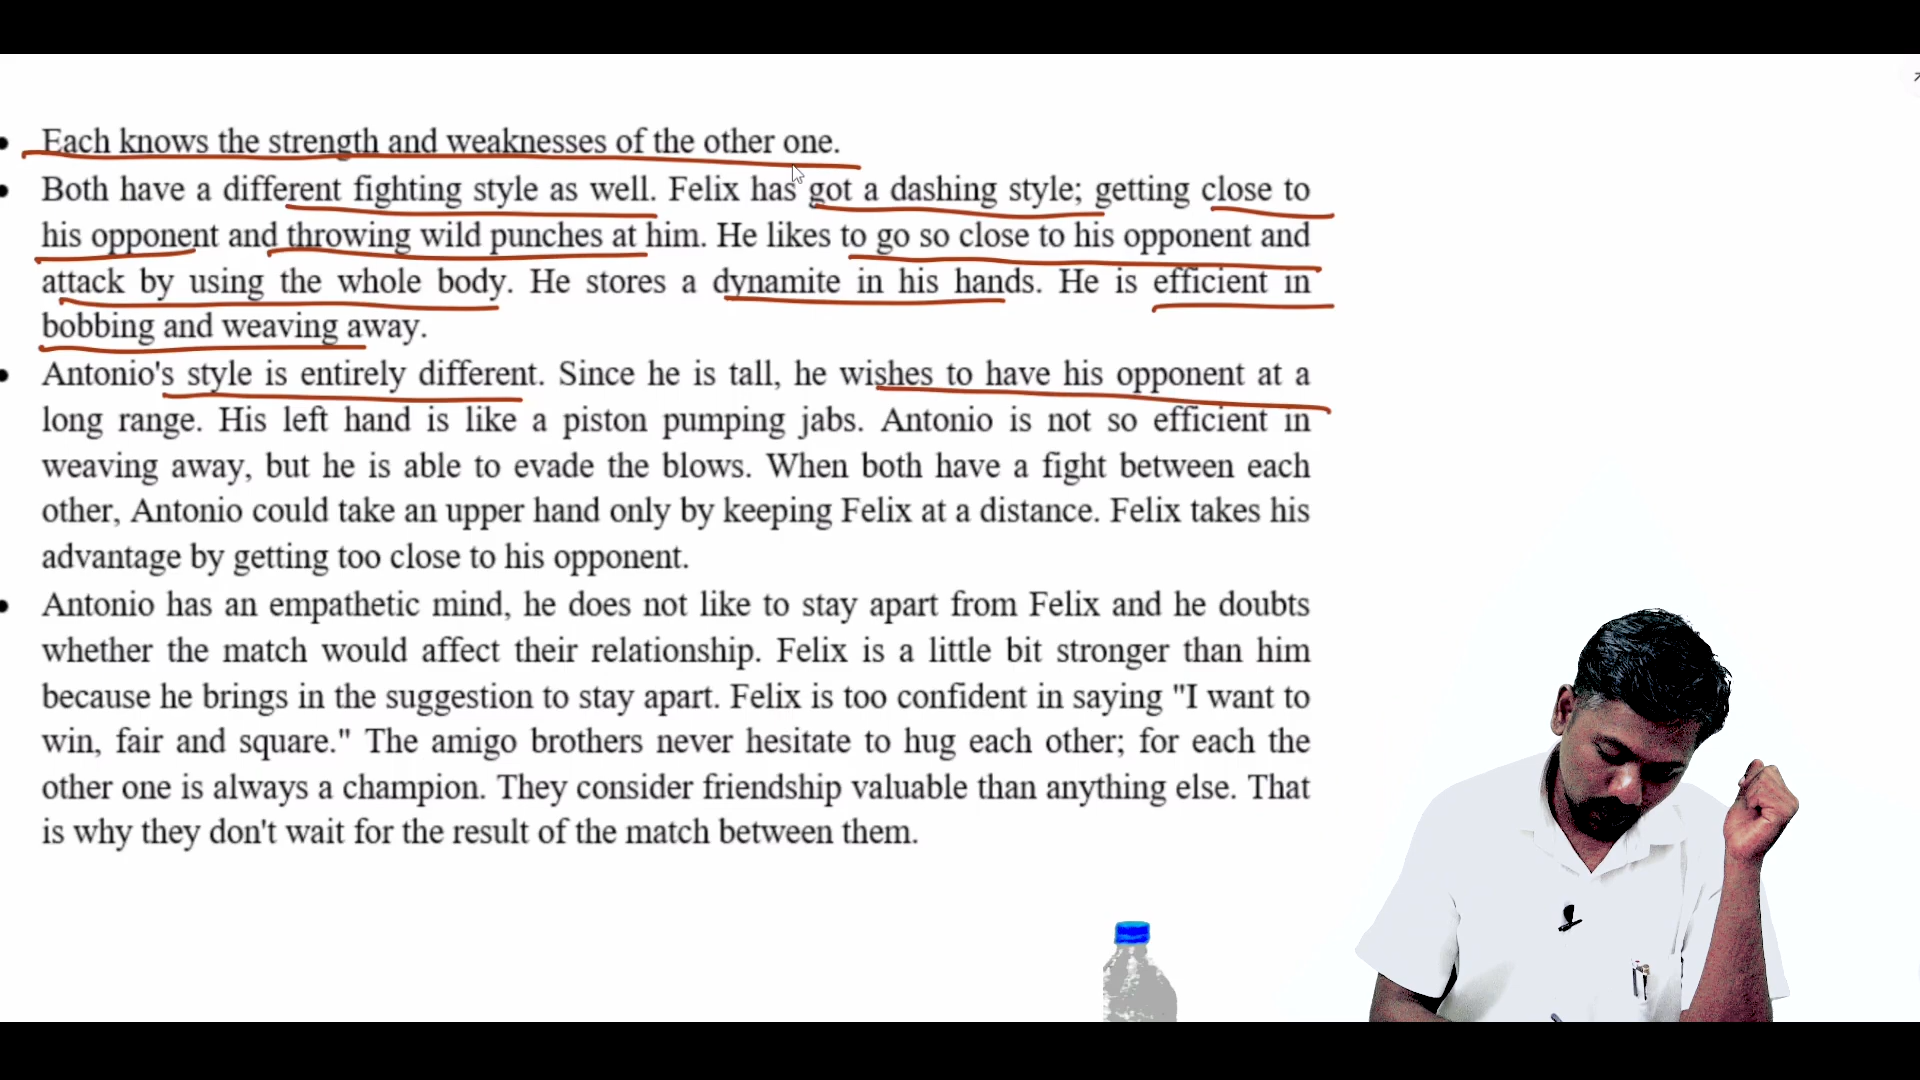 • Each knows the strength and weaknesses of the other one.
• Both have a different fighting style as well. Felix has got a dashing style; getting close to
his opponent and throwing wild punches at him. He likes to go so close to his opponent and
attack by using the whole body. He stores a dynamite in his hands. He is efficient in
bobbing and weaving away.
• Antonio's style is entirely different. Since he is tall, he wishes to have his opponent at a
long range. His left hand is like a piston pumping jabs. Antonio is not so efficient in
weaving away, but he is able to evade the blows. When both have a fight between each
other, Antonio could take an upper hand only by keeping Felix at a distance. Felix takes his
advantage by getting too close to his opponent.
• Antonio has an empathetic mind, he does not like to stay apart from Felix and he doubts
whether the match would affect their relationship. Felix is a little bit stronger than him
because he brings in the suggestion to stay apart. Felix is too confident in saying "I want to
win, fair and square." The amigo brothers never hesitate to hug each other; for each the
other one is always a champion. They consider friendship valuable than anything else. That
is why they don't wait for the result of the match between them.